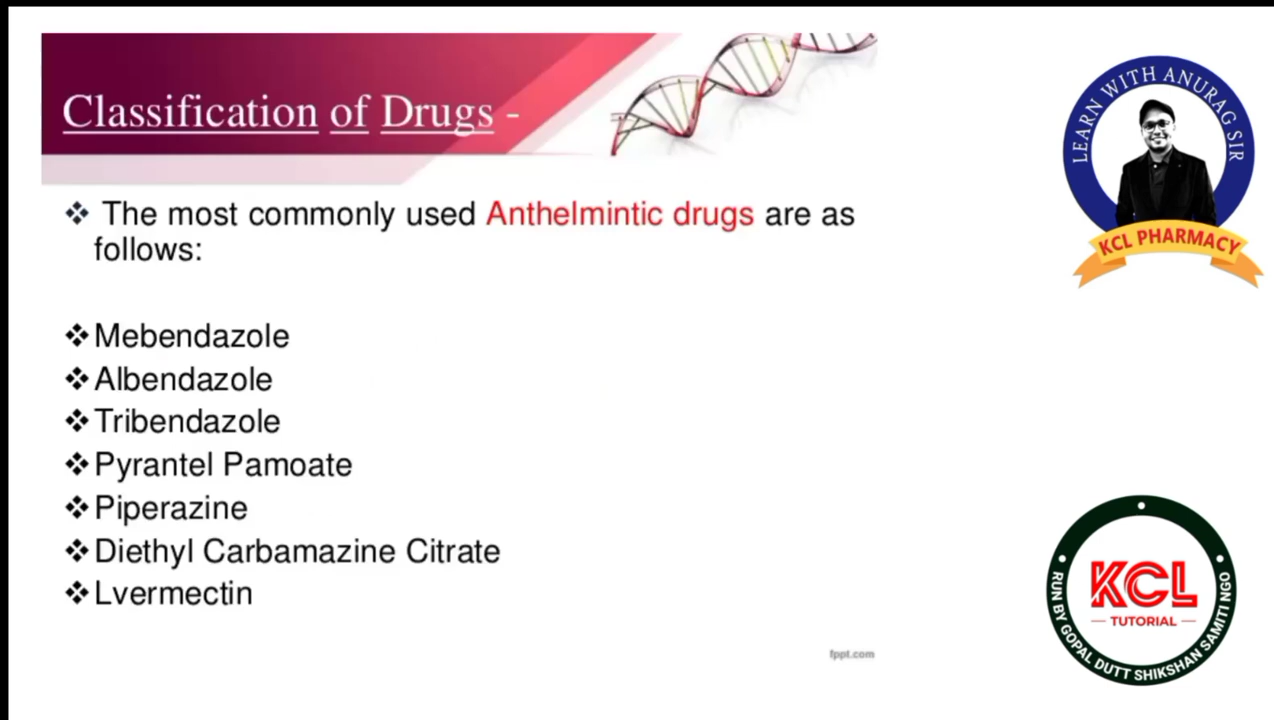 Classification of Drugs -
❖ The most commonly used Anthelmintic drugs are as
follows:
❖Mebendazole
❖Albendazole
❖Tribendazole
❖Pyrantel Pamoate
❖Piperazine
❖Diethyl Carbamazine Citrate
❖Lvermectin
fppt.com
LEARN WITH ANURAG SIR
KCL PHARMACY
KCL
TUTORIAL
RUN BY GOPAL DUTT SHIKSHAN SAMITI NGO